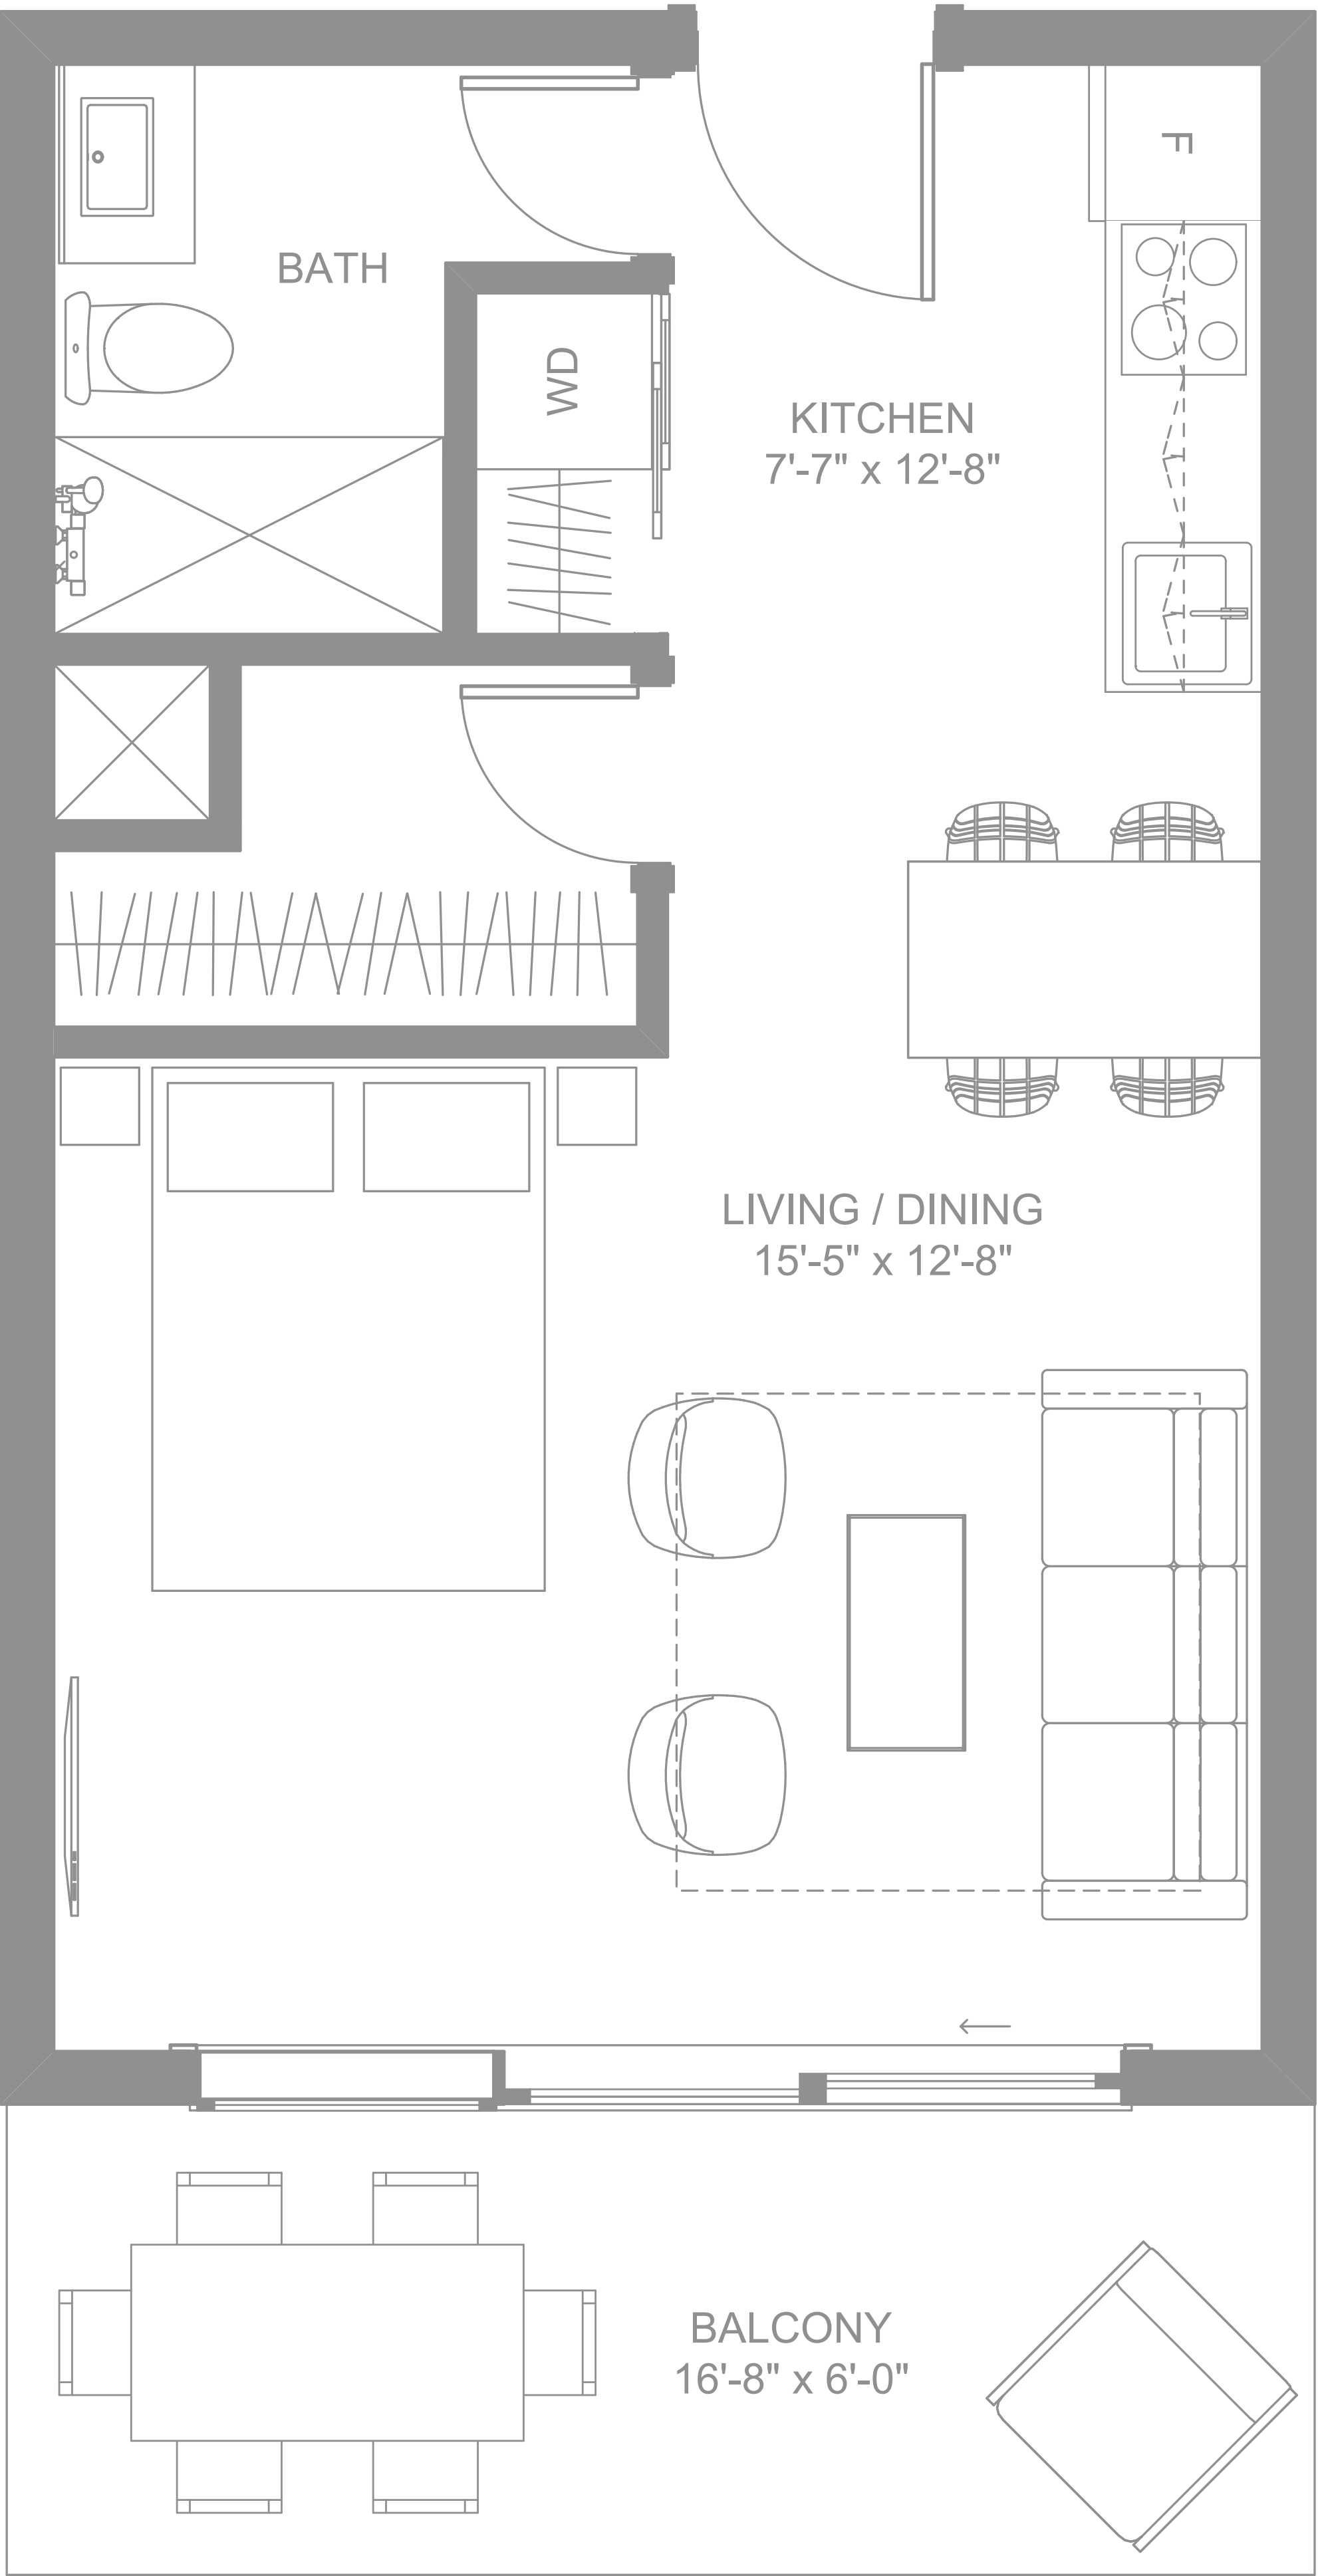 F
BATH
WD
KITCHEN
7'-7" x 12'-8"
LIVING / DINING
15'-5" x 12'-8"
BALCONY
16'-8" x 6'-0"